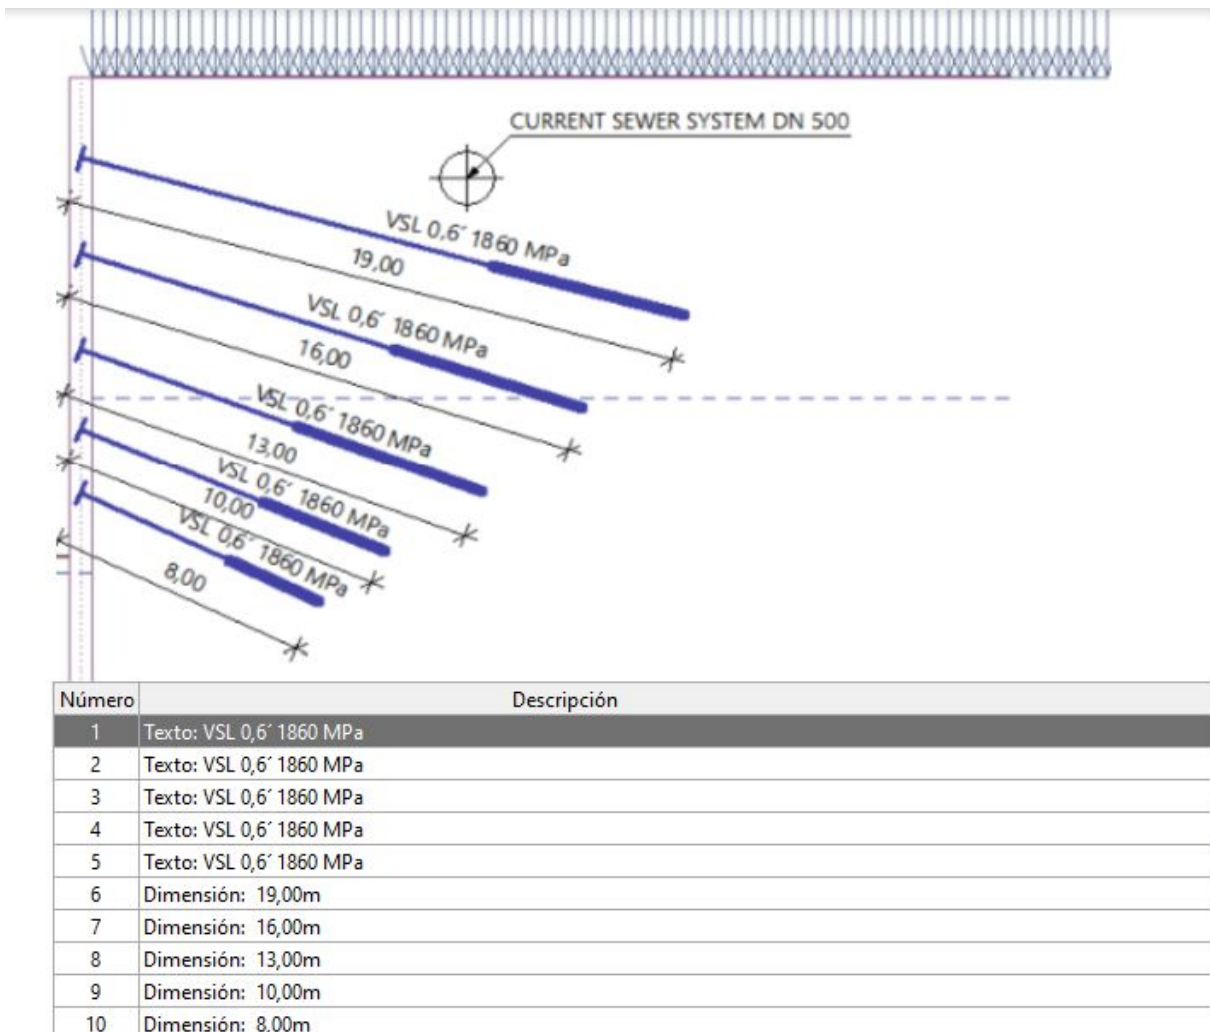 CURRENT SEWER SYSTEM DN 500
VSL 0,6´ 1860 MPa
19,00
VSL 0,6´ 1860 MPa
16,00
VSL 0,6´ 1860 MPa
13,00
VSL 0,6´ 1860 MPa
10,00
VSL 0,6´ 1860 MPa
8,00
Número Descripción
1 Texto: VSL 0,6´ 1860 MPa
2 Texto: VSL 0,6´ 1860 MPa
3 Texto: VSL 0,6´ 1860 MPa
4 Texto: VSL 0,6´ 1860 MPa
5 Texto: VSL 0,6´ 1860 MPa
6 Dimensión: 19,00m
7 Dimensión: 16,00m
8 Dimensión: 13,00m
9 Dimensión: 10,00m
10 Dimensión: 8,00m